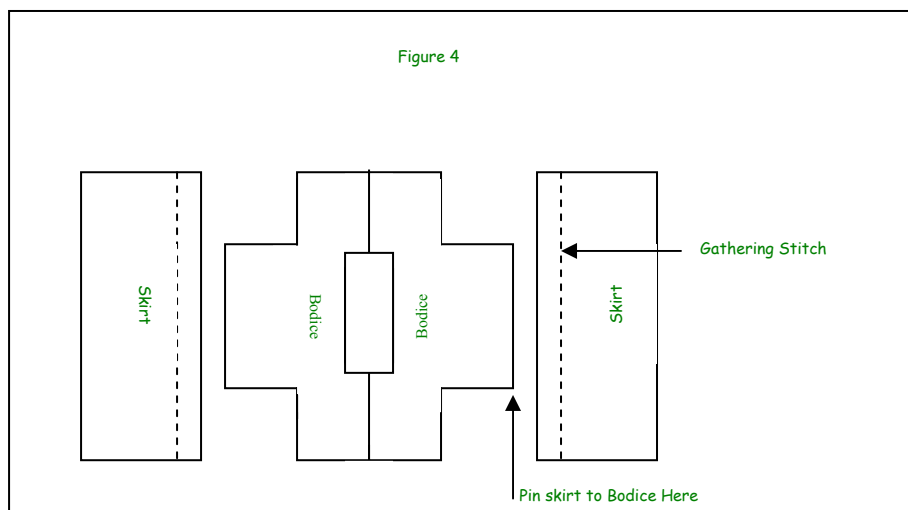 Figure 4
Gathering Stitch
Skirt
Bodice
Bodice
Skirt
Pin skirt to Bodice Here